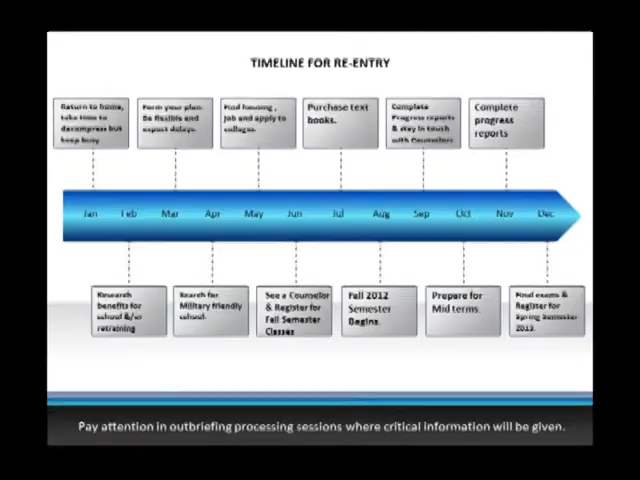 TIMELINE FOR RE-ENTRY
Return to home,
take time to
decompress but
keep busy
Form your plan.
Be flexible and
expect delays.
Find housing ,
job and apply to
colleges.
Purchase text
books.
Complete
Progress reports
& stay in touch
with Counselors
Complete
progress
reports
Jan Feb Mar Apr May Jun Jul Aug Sep Oct Nov Dec
Research
benefits for
school &/or
retraining
Search for
Military friendly
school.
See a Counselor
& Register for
Fall Semester
Classes
Fall 2012
Semester
Begins.
Prepare for
Mid terms.
Final exams &
Register for
Spring Semester
2013.
Pay attention in outbriefing processing sessions where critical information will be given.